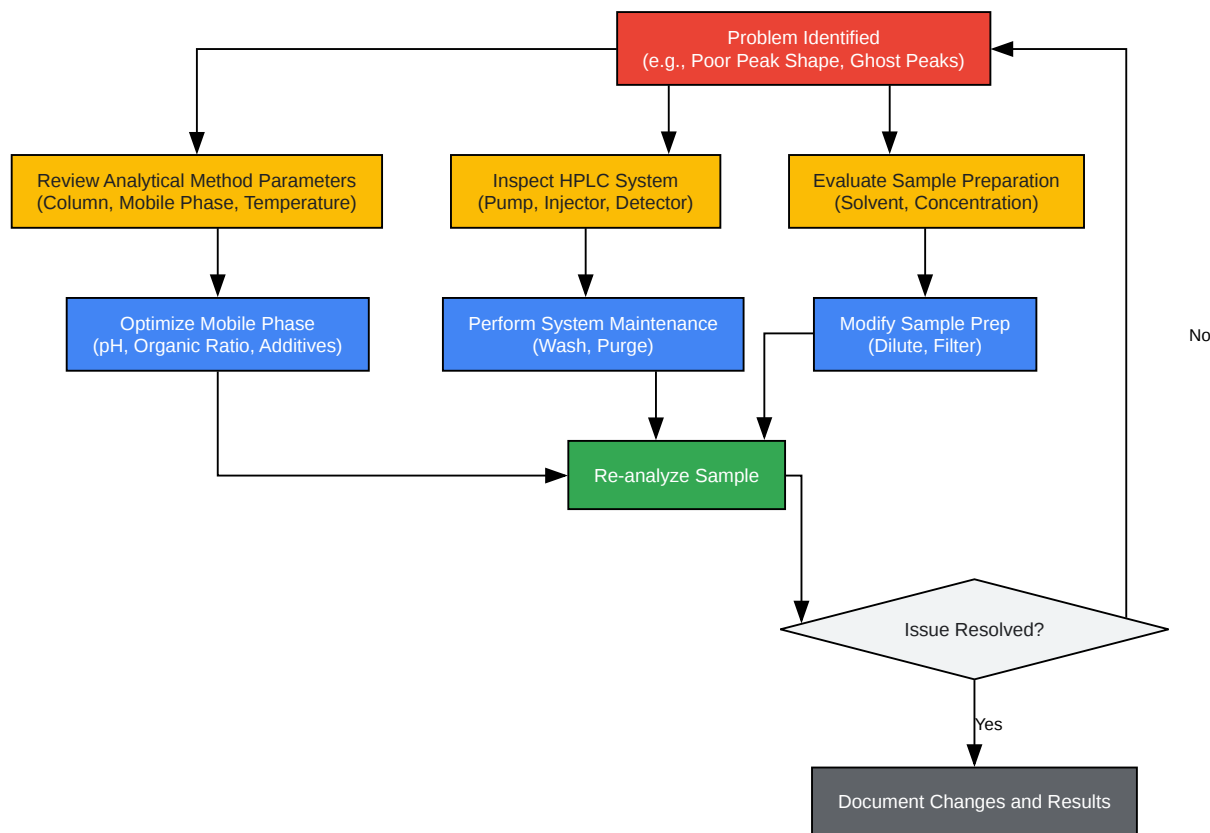 Problem Identified
(e.g., Poor Peak Shape, Ghost Peaks)
Review Analytical Method Parameters
(Column, Mobile Phase, Temperature)
Inspect HPLC System
(Pump, Injector, Detector)
Evaluate Sample Preparation
(Solvent, Concentration)
Optimize Mobile Phase
(pH, Organic Ratio, Additives)
Perform System Maintenance
(Wash, Purge)
Modify Sample Prep
(Dilute, Filter)
No
Re-analyze Sample
Issue Resolved?
Yes
Document Changes and Results